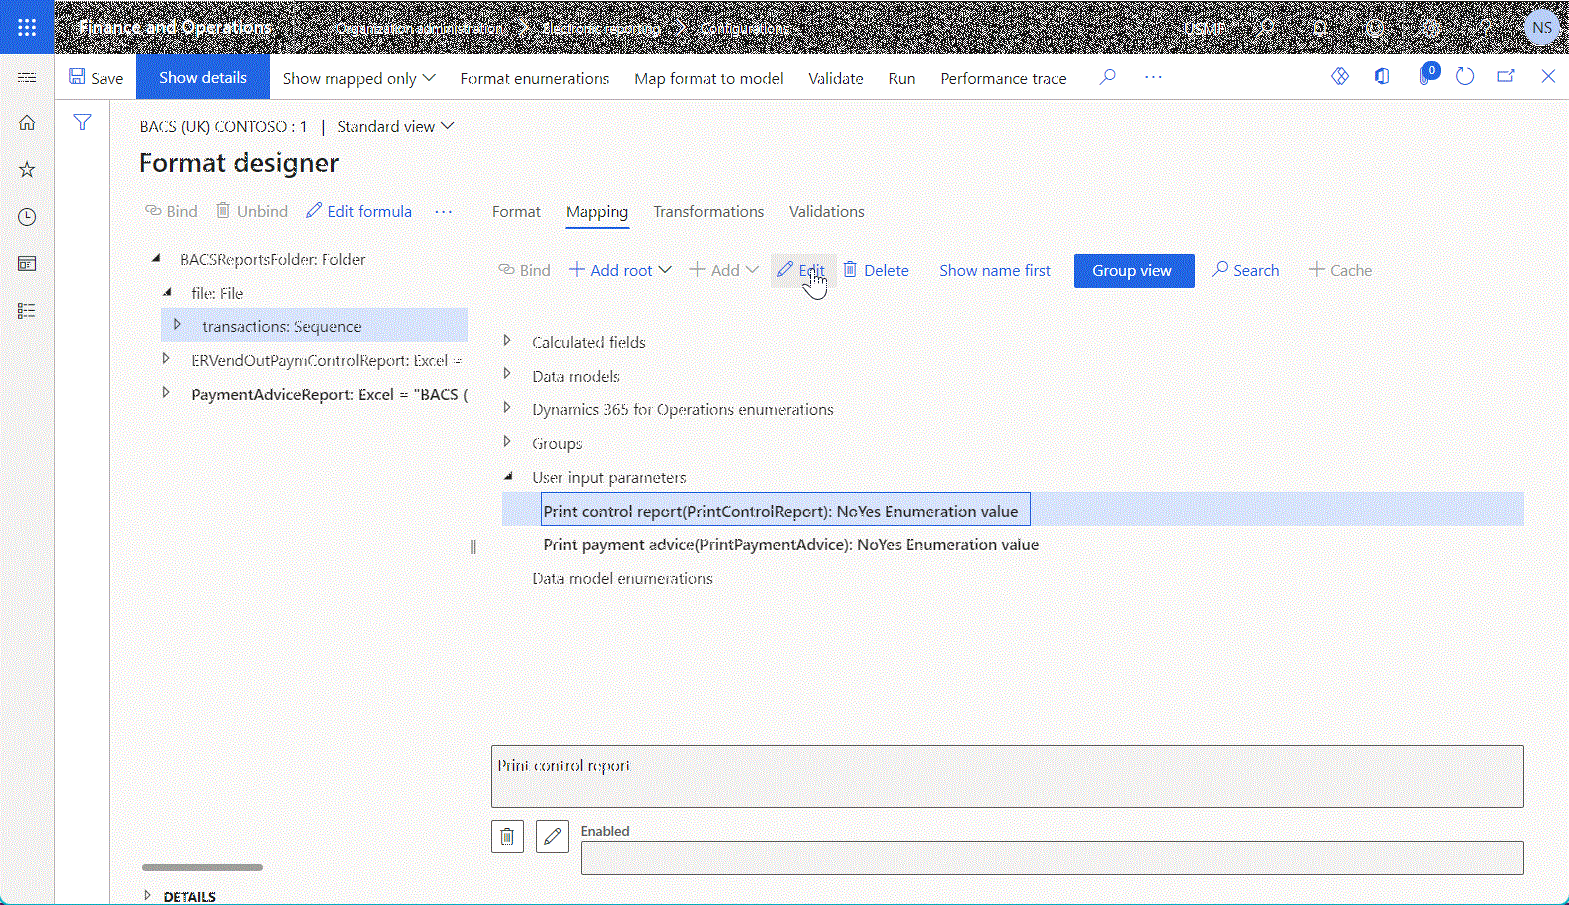 Finance and Operations Organization administration Electronic reporting Configurations USMF NS
Save Show details Show mapped only Format enumerations Map format to model Validate Run Performance trace ··· 0
BACS (UK) CONTOSO : 1 | Standard view
Format designer
Bind Unbind Edit formula ··· Format Mapping Transformations Validations
BACSReportsFolder: Folder
file: File
transactions: Sequence
ERVendOutPaymControlReport: Excel =
PaymentAdviceReport: Excel = "BACS (
Bind Add root Add Edit Delete Show name first Group view Search Cache
Calculated fields
Data models
Dynamics 365 for Operations enumerations
Groups
User input parameters
Print control report(PrintControlReport): NoYes Enumeration value
Print payment advice(PrintPaymentAdvice): NoYes Enumeration value
Data model enumerations
Print control report
Enabled
DETAILS